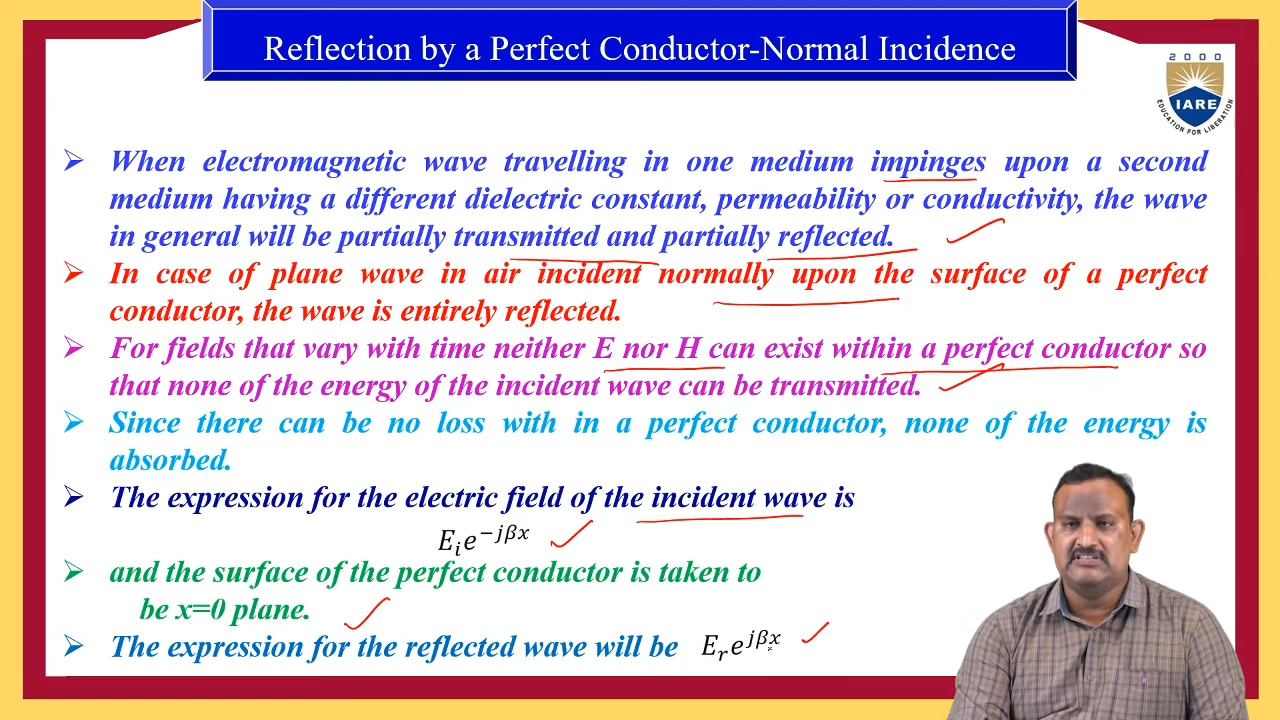 Reflection by a Perfect Conductor-Normal Incidence
2 0 0 0
IARE
EDUCATION FOR LIBERATION
➢ When electromagnetic wave travelling in one medium impinges upon a second
medium having a different dielectric constant, permeability or conductivity, the wave
in general will be partially transmitted and partially reflected.
➢ In case of plane wave in air incident normally upon the surface of a perfect
conductor, the wave is entirely reflected.
➢ For fields that vary with time neither E nor H can exist within a perfect conductor so
that none of the energy of the incident wave can be transmitted.
➢ Since there can be no loss with in a perfect conductor, none of the energy is
absorbed.
➢ The expression for the electric field of the incident wave is
$E_i e^{-j\beta x}$
➢ and the surface of the perfect conductor is taken to
be x=0 plane.
➢ The expression for the reflected wave will be $E_r e^{j\beta x}$